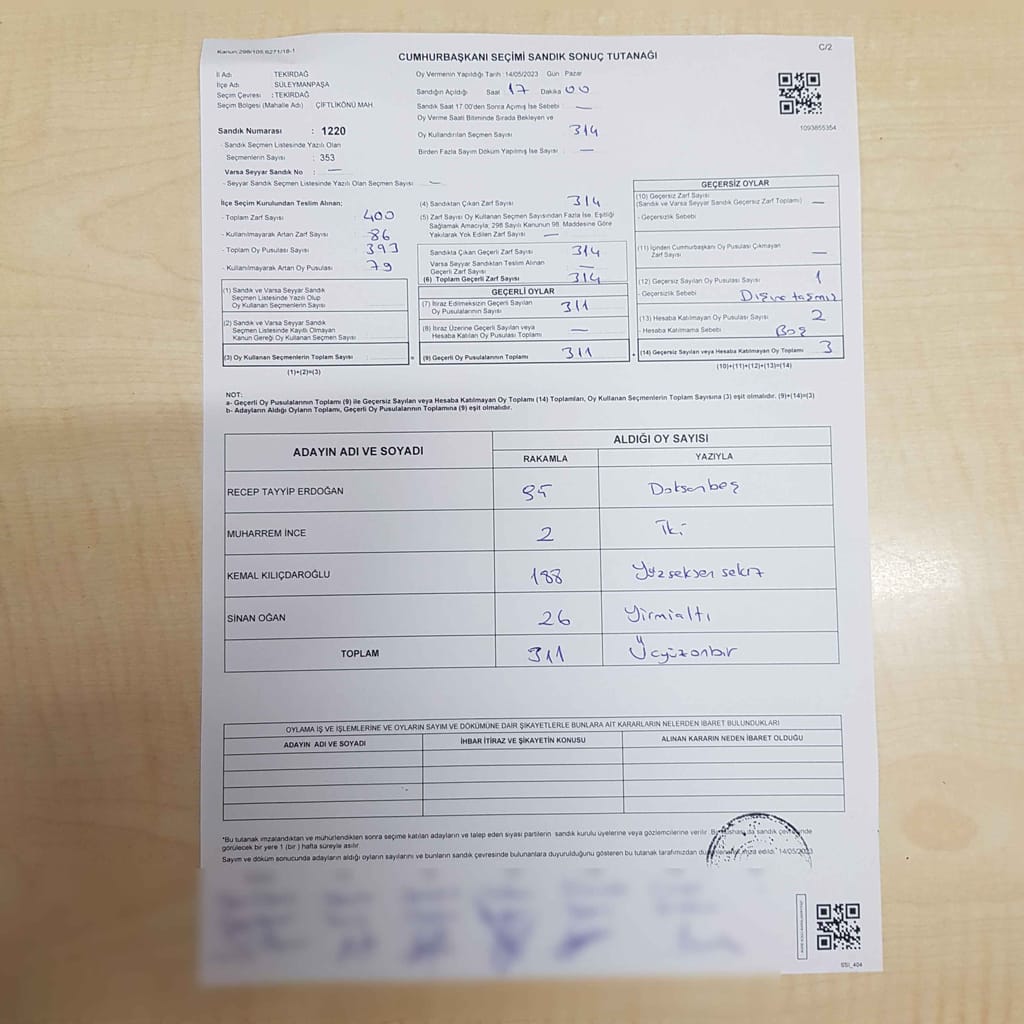 Kanun:298/105;6271/18-1
C/2
CUMHURBAŞKANI SEÇİMİ SANDIK SONUÇ TUTANAĞI
İl Adı : TEKİRDAĞ
İlçe Adı : SÜLEYMANPAŞA
Seçim Çevresi : TEKİRDAĞ
Seçim Bölgesi (Mahalle Adı) ÇİFTLİKÖNÜ MAH
Sandık Numarası : 1220
- Sandık Seçmen Listesinde Yazılı Olan
Seçmenlerin Sayısı : 353
Varsa Seyyar Sandık No : —
- Seyyar Sandık Seçmen Listesinde Yazılı Olan Seçmen Sayısı : —
Oy Vermenin Yapıldığı Tarih : 14/05/2023 Gün : Pazar
Sandığın Açıldığı Saat 17 Dakika 00
Sandık Saat 17.00'den Sonra Açımış İse Sebebi : —
Oy Verme Saati Bitiminde Sırada Bekleyen ve
Oy Kullandırılan Seçmen Sayısı : 314
Birden Fazla Sayım Döküm Yapılmış İse Sayısı : —
1093855354
İlçe Seçim Kurulundan Teslim Alınan;
- Toplam Zarf Sayısı : 400
- Kullanılmayarak Artan Zarf Sayısı : 86
- Toplam Oy Pusulası Sayısı : 393
- Kullanılmayarak Artan Oy Pusulası : 79
(1) Sandık ve Varsa Seyyar Sandık
Seçmen Listesinde Yazılı Olup
Oy Kullanan Seçmenlerin Sayısı
(2) Sandık ve Varsa Seyyar Sandık
Seçmen Listesinde Kayıtlı Olmayan
Kanun Gereği Oy Kullanan Seçmen Sayısı
(3) Oy Kullanan Seçmenlerin Toplam Sayısı
(1)+(2)=(3)
(4) Sandıktan Çıkan Zarf Sayısı : 314
(5) Zarf Sayısı Oy Kullanan Seçmen Sayısından Fazla İse, Eşitliği
Sağlamak Amacıyla; 298 Sayılı Kanunun 98. Maddesine Göre
Yakılarak Yok Edilen Zarf Sayısı : —
Sandıkta Çıkan Geçerli Zarf Sayısı : 314
Varsa Seyyar Sandıktan Teslim Alınan
Geçerli Zarf Sayısı : —
(6) Toplam Geçerli Zarf Sayısı : 314
GEÇERLİ OYLAR
(7) İtiraz Edilmeksizin Geçerli Sayılan
Oy Pusulalarının Sayısı : 311
(8) İtiraz Üzerine Geçerli Sayılan veya
Hesaba Katılan Oy Pusulası Toplamı : —
= (9) Geçerli Oy Pusulalarının Toplamı : 311
GEÇERSİZ OYLAR
(10) Geçersiz Zarf Sayısı
(Sandık ve Varsa Seyyar Sandık Geçersiz Zarf Toplamı) : —
- Geçersizlik Sebebi :
(11) İçinden Cumhurbaşkanı Oy Pusulası Çıkmayan
Zarf Sayısı : —
(12) Geçersiz Sayılan Oy Pusulası Sayısı : 1
- Geçersizlik Sebebi : Dışına taşmış
(13) Hesaba Katılmayan Oy Pusulası Sayısı : 2
- Hesaba Katılmama Sebebi : Boş
+ (14) Geçersiz Sayılan veya Hesaba Katılmayan Oy Toplamı : 3
(10)+(11)+(12)+(13)=(14)
NOT:
a- Geçerli Oy Pusulalarının Toplamı (9) ile Geçersiz Sayılan veya Hesaba Katılmayan Oy Toplamı (14) Toplamları, Oy Kullanan Seçmenlerin Toplam Sayısına (3) eşit olmalıdır. (9)+(14)=(3)
b- Adayların Aldığı Oyların Toplamı, Geçerli Oy Pusulalarının Toplamına (9) eşit olmalıdır.
ADAYIN ADI VE SOYADI
ALDIĞI OY SAYISI
RAKAMLA YAZIYLA
RECEP TAYYİP ERDOĞAN 95 Doksanbeş
MUHARREM İNCE 2 İki
KEMAL KILIÇDAROĞLU 188 Yüzseksen sekiz
SİNAN OĞAN 26 Yirmialtı
TOPLAM 311 Üçyüzonbir
OYLAMA İŞ VE İŞLEMLERİNE VE OYLARIN SAYIM VE DÖKÜMÜNE DAİR ŞİKAYETLERLE BUNLARA AİT KARARLARIN NELERDEN İBARET BULUNDUKLARI
ADAYIN ADI VE SOYADI İHBAR İTİRAZ VE ŞİKAYETİN KONUSU ALINAN KARARIN NEDEN İBARET OLDUĞU
*Bu tutanak imzalandıktan ve mühürlendikten sonra seçime katılan adayların ve talep eden siyasi partilerin sandık kurulu üyelerine veya gözlemcilerine verilir. Bir nüshası da sandık çevresinde
görülecek bir yere 1 (bir ) hafta süreyle asılır
Sayım ve döküm sonucunda adayların aldığı oyların sayılarını ve bunların sandık çevresinde bulunanlara duyurulduğunu gösteren bu tutanak tarafımızdan imza edildi. 14/05/2023
SSI_404